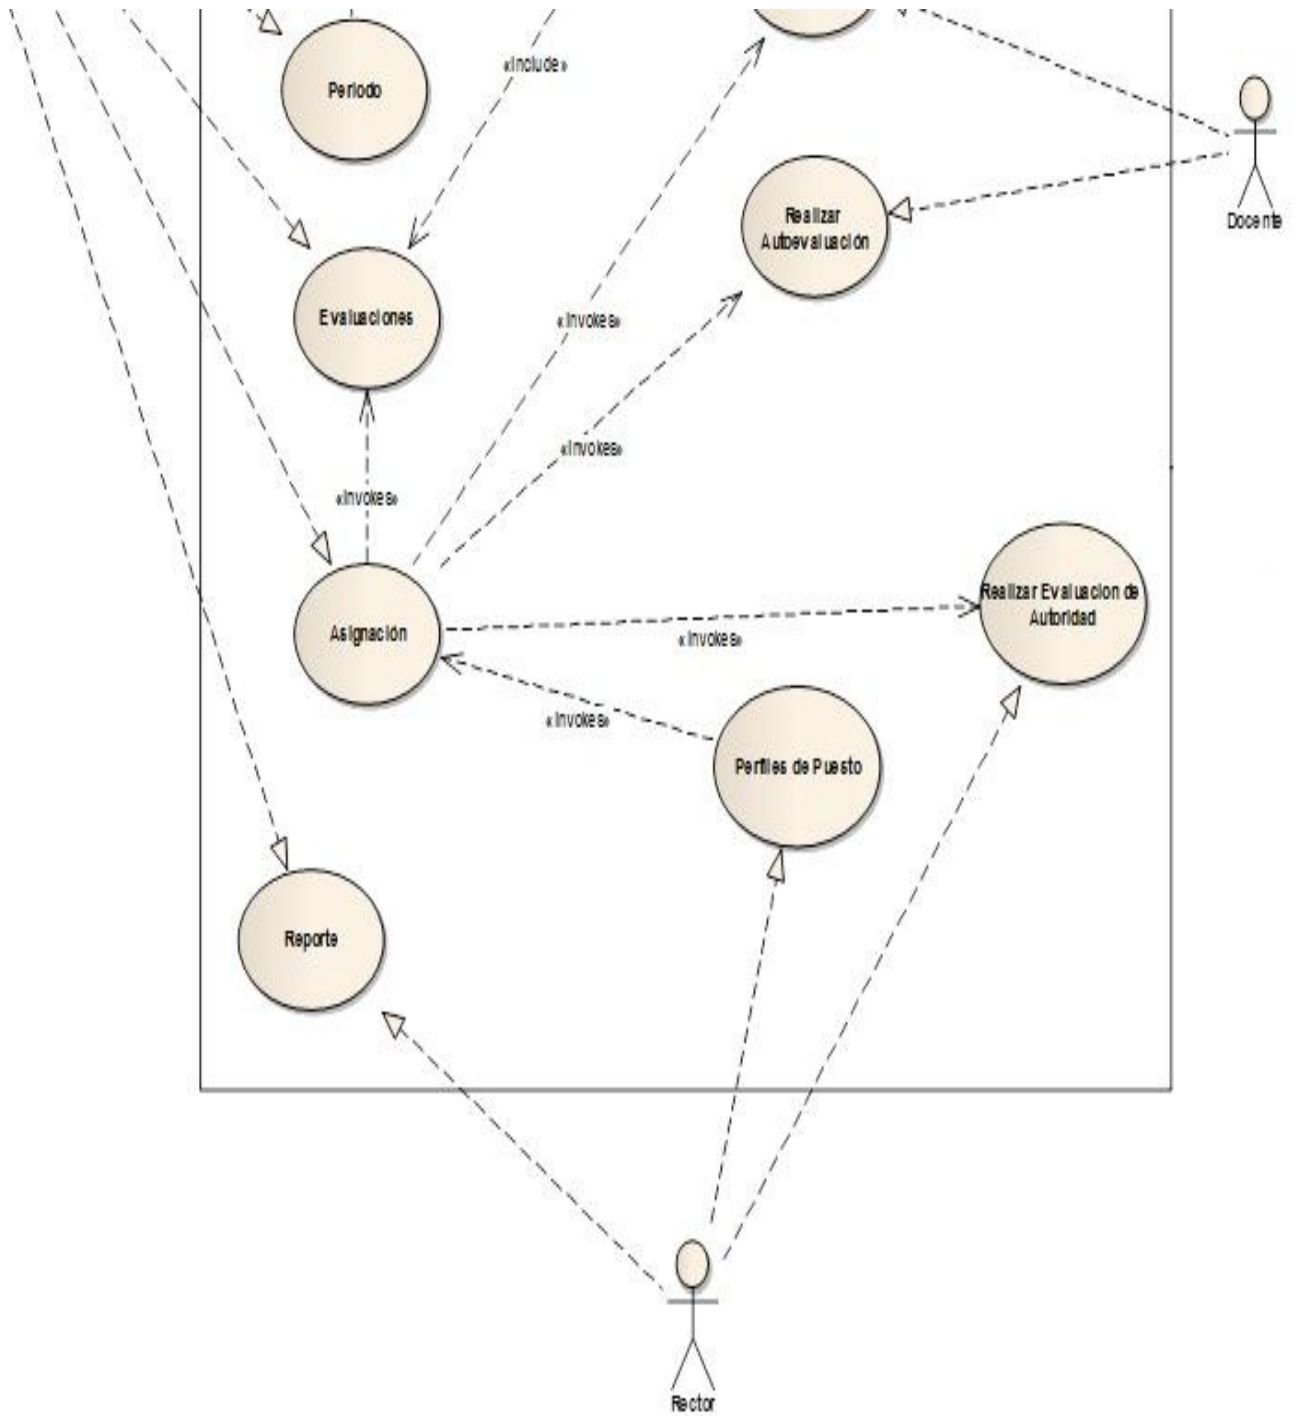 «Include»
Periodo
Realizar
Autoevaluación
Docente
Evaluaciones
«Invokes»
«Invokes»
«Invokes»
Realizar Evaluacion de
Autoridad
Asignación
«Invokes»
«Invokes»
Perfiles de Puesto
Reporte
Rector